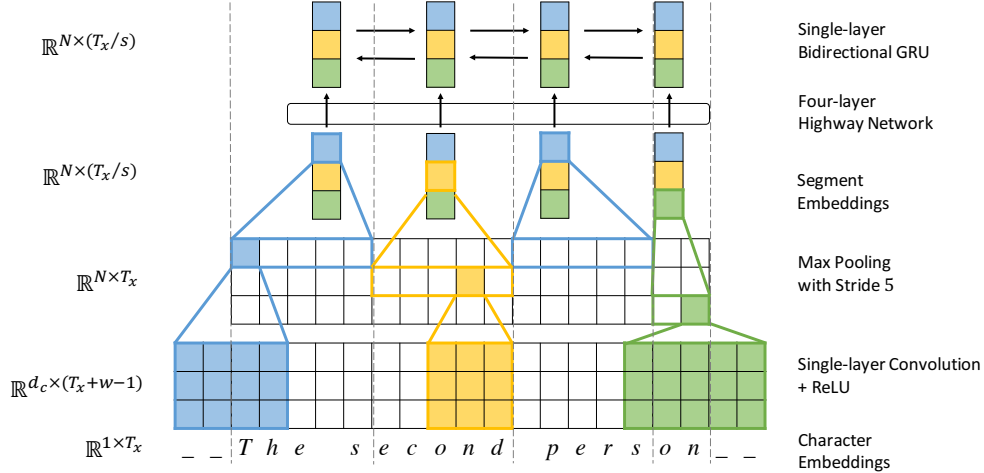 ℝ^{N×(T_x/s)}
Single-layer
Bidirectional GRU
Four-layer
Highway Network
ℝ^{N×(T_x/s)}
Segment
Embeddings
ℝ^{N×T_x}
Max Pooling
with Stride 5
ℝ^{d_c×(T_x+w−1)}
Single-layer Convolution
+ ReLU
ℝ^{1×T_x}
_ _ T h e s e c o n d p e r s o n _ _
Character
Embeddings